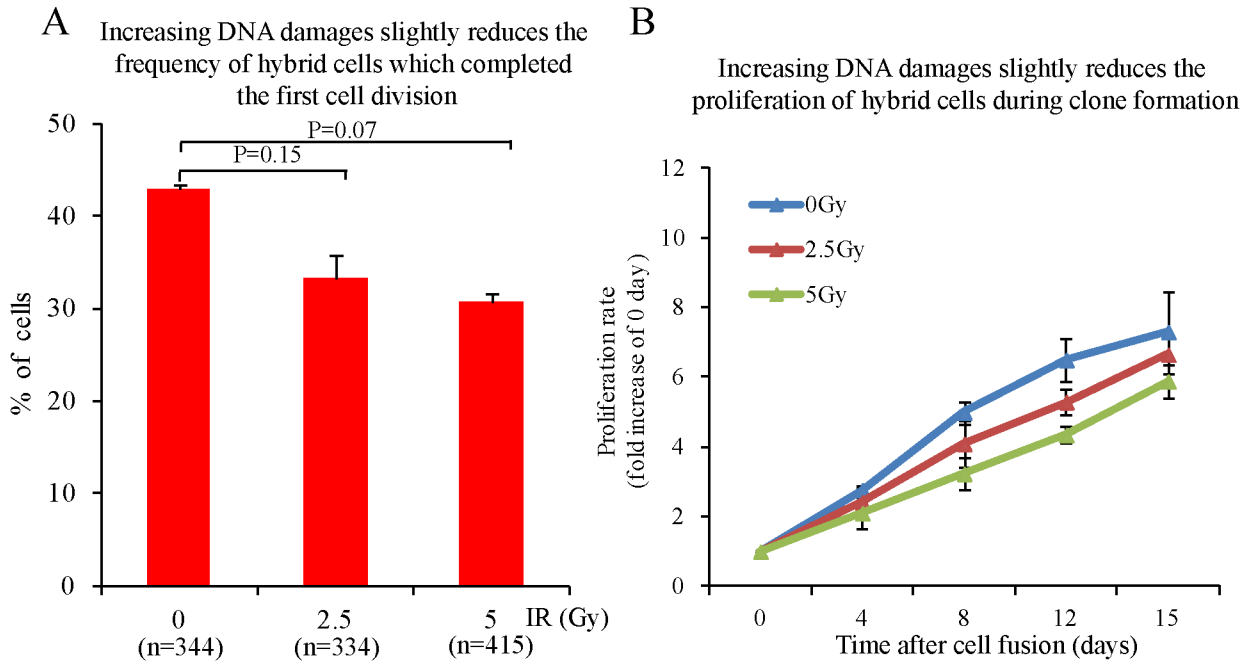 A
Increasing DNA damages slightly reduces the
frequency of hybrid cells which completed
the first cell division
50
40
30
20
10
0
% of cells
P=0.07
P=0.15
0
2.5
5
IR (Gy)
(n=344)
(n=334)
(n=415)
B
Increasing DNA damages slightly reduces the
proliferation of hybrid cells during clone formation
12
10
8
6
4
2
0
Proliferation rate
(fold increase of 0 day)
0Gy
2.5Gy
5Gy
0
4
8
12
15
Time after cell fusion (days)